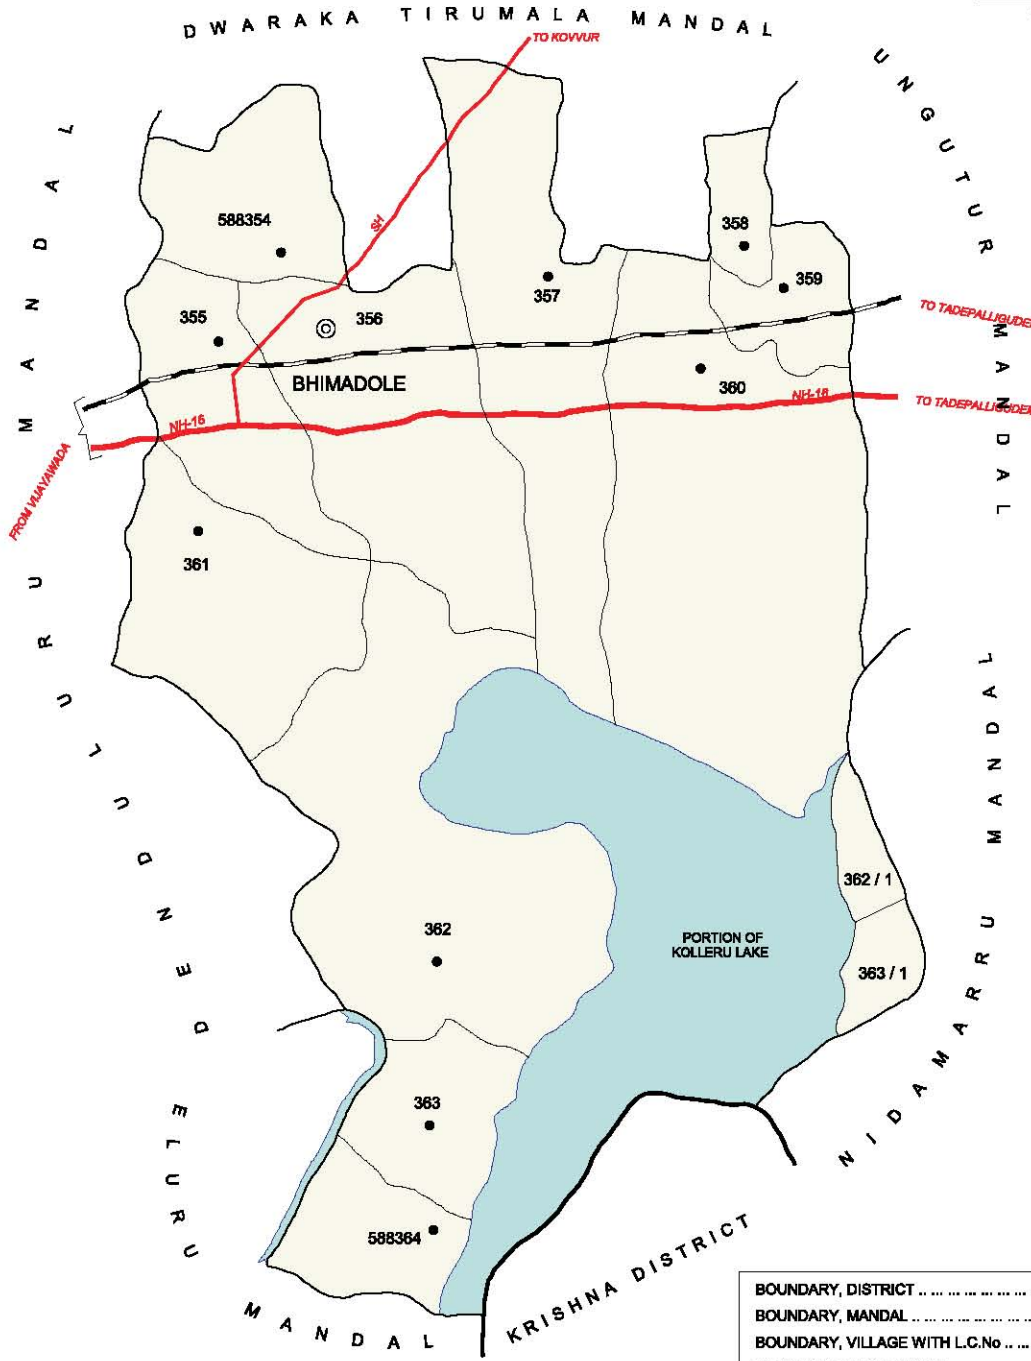 DWARAKA TIRUMALA MANDAL
TO KOVVUR
UNGUTUR MANDAL
DENDULURU MANDAL
588354
SH
358
359
357
355
356
TO TADEPALLIGUDEM
BHIMADOLE
360
NH-16
NH-16
TO TADEPALLIGUDEM
FROM VIJAYAWADA
361
NIDAMARRU MANDAL
362 / 1
362
PORTION OF
KOLLERU LAKE
363 / 1
363
588364
ELURU MANDAL
KRISHNA DISTRICT
BOUNDARY, DISTRICT .. ... ... ... ... ... ...
BOUNDARY, MANDAL .. ... ... ... ... ... ...
BOUNDARY, VILLAGE WITH L.C.No .. ...